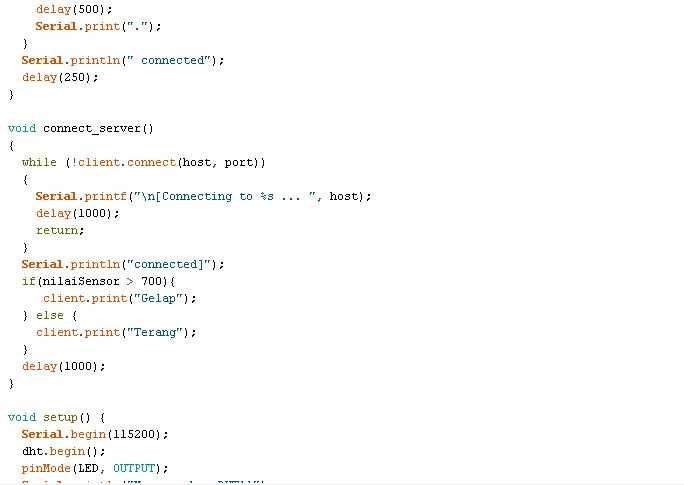 delay(500);
    Serial.print(".");
  }
  Serial.println(" connected");
  delay(250);
}

void connect_server()
{
  while (!client.connect(host, port))
  {
    Serial.printf("\n[Connecting to %s ... ", host);
    delay(1000);
    return;
  }
  Serial.println("connected]");
  if(nilaiSensor > 700){
     client.print("Gelap");
  } else {
    client.print("Terang");
  }
  delay(1000);
}

void setup() {
  Serial.begin(115200);
  dht.begin();
  pinMode(LED, OUTPUT);